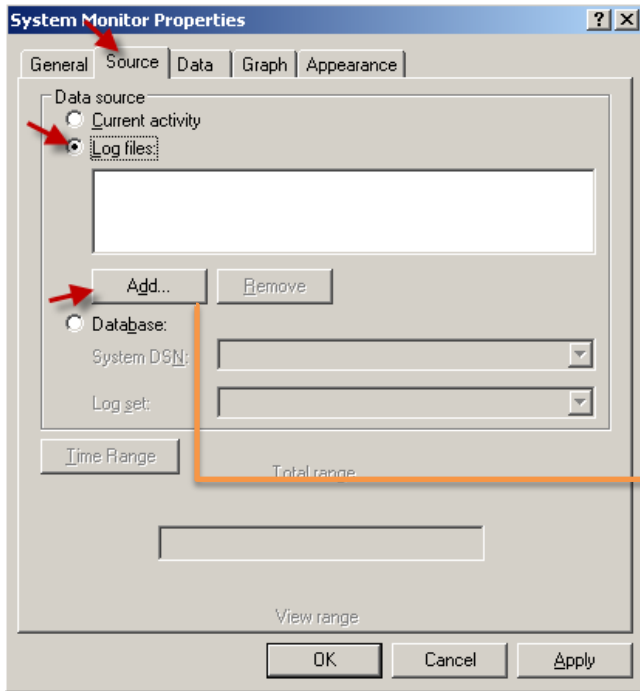 System Monitor Properties ? X
General Source Data Graph Appearance
Data source
Current activity
Log files:
Add... Remove
Database:
System DSN:
Log set:
Time Range
Total range
View range
OK Cancel Apply